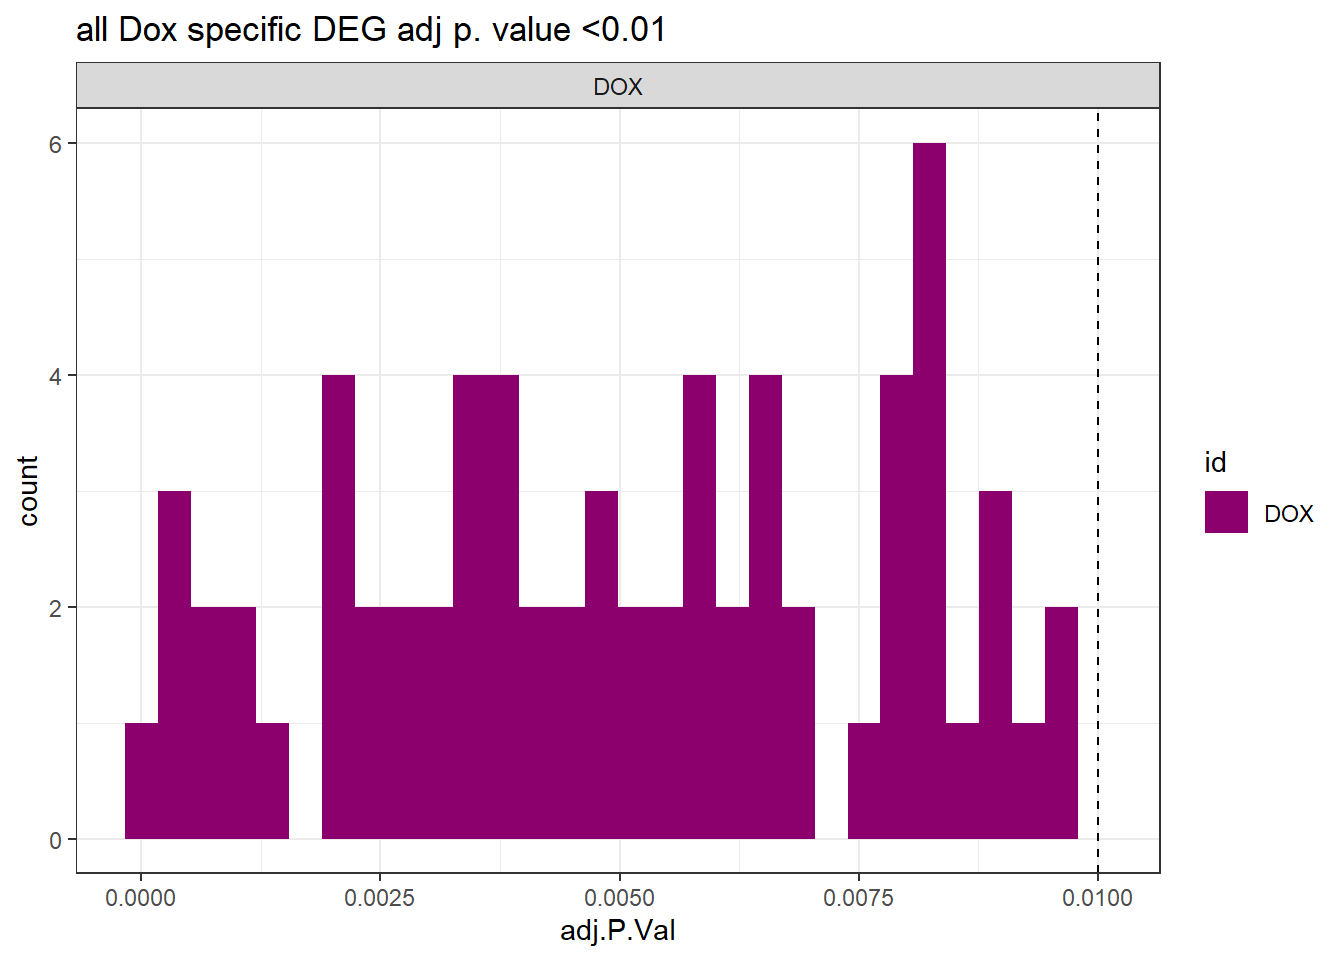 all Dox specific DEG adj p. value <0.01
DOX
6
4
2
0
count
0.0000 0.0025 0.0050 0.0075 0.0100
adj.P.Val
id
DOX